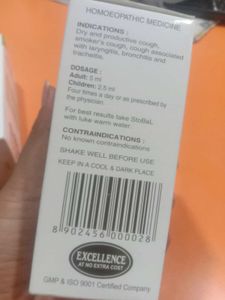 HOMOEOPATHIC MEDICINE
INDICATIONS :
Dry and productive cough,
smoker's cough, cough associated
with laryngitis, bronchitis and
tracheitis.
DOSAGE :
Adult: 5 ml
Children: 2.5 ml
Four times a day or as prescribed by
the physician.
For best results take StoBaL
with luke warm water.
CONTRAINDICATIONS :
No known contraindications
SHAKE WELL BEFORE USE
KEEP IN A COOL & DARK PLACE
8 902456 000028
EXCELLENCE
AT NO EXTRA COST
GMP & ISO 9001 Certified Company